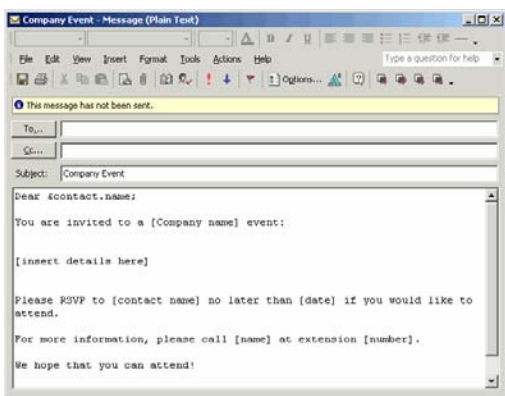 Company Event - Message (Plain Text)
A B I U
File Edit View Insert Format Tools Actions Help Type a question for help
Options...
This message has not been sent.
To...
Cc...
Subject: Company Event
Dear &contact.name;
You are invited to a [Company name] event:
[insert details here]
Please RSVP to [contact name] no later than [date] if you would like to
attend.
For more information, please call [name] at extension [number].
We hope that you can attend!